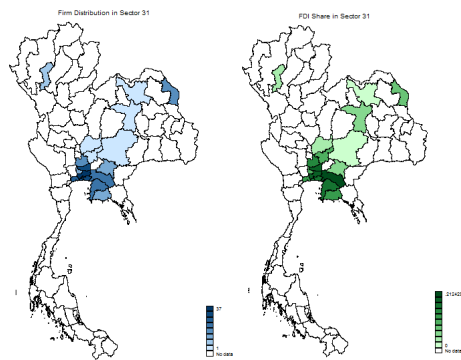 Firm Distribution in Sector 31
FDI Share in Sector 31
37
1
No data
0
No data